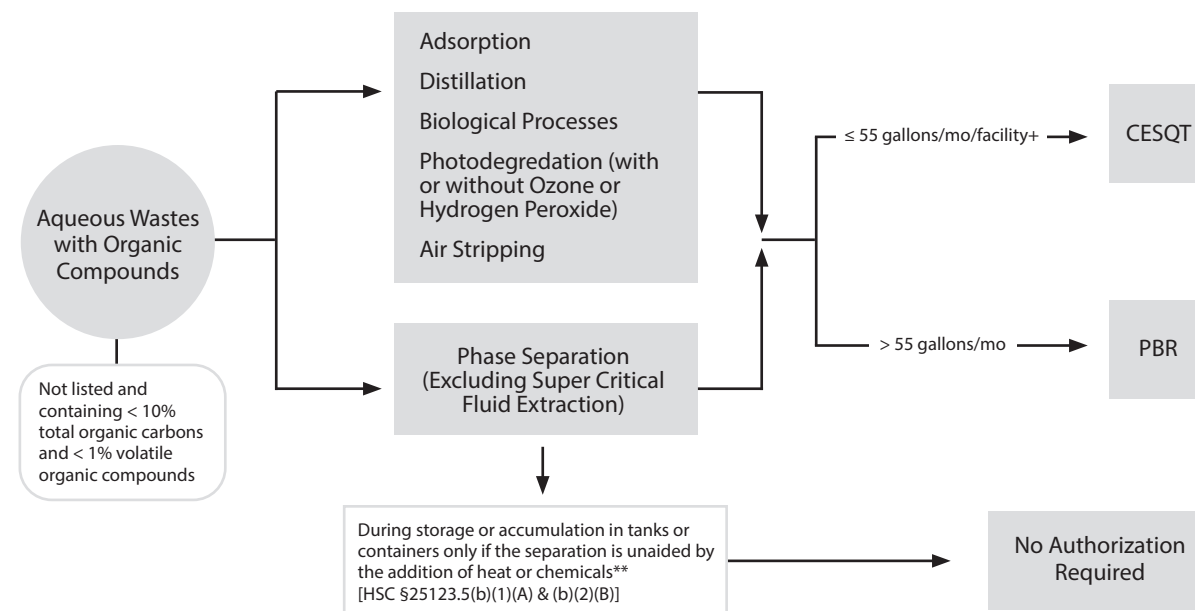 Aqueous Wastes
with Organic
Compounds
Not listed and
containing < 10%
total organic carbons
and < 1% volatile
organic compounds
Adsorption
Distillation
Biological Processes
Photodegredation (with
or without Ozone or
Hydrogen Peroxide)
Air Stripping
Phase Separation
(Excluding Super Critical
Fluid Extraction)
During storage or accumulation in tanks or
containers only if the separation is unaided by
the addition of heat or chemicals**
[HSC §25123.5(b)(1)(A) & (b)(2)(B)]
≤ 55 gallons/mo/facility+
CESQT
> 55 gallons/mo
PBR
No Authorization
Required